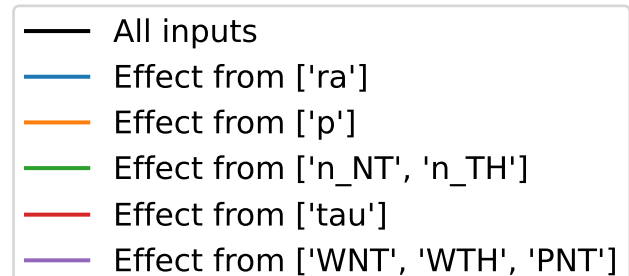 All inputs
Effect from ['ra']
Effect from ['p']
Effect from ['n_NT', 'n_TH']
Effect from ['tau']
Effect from ['WNT', 'WTH', 'PNT']